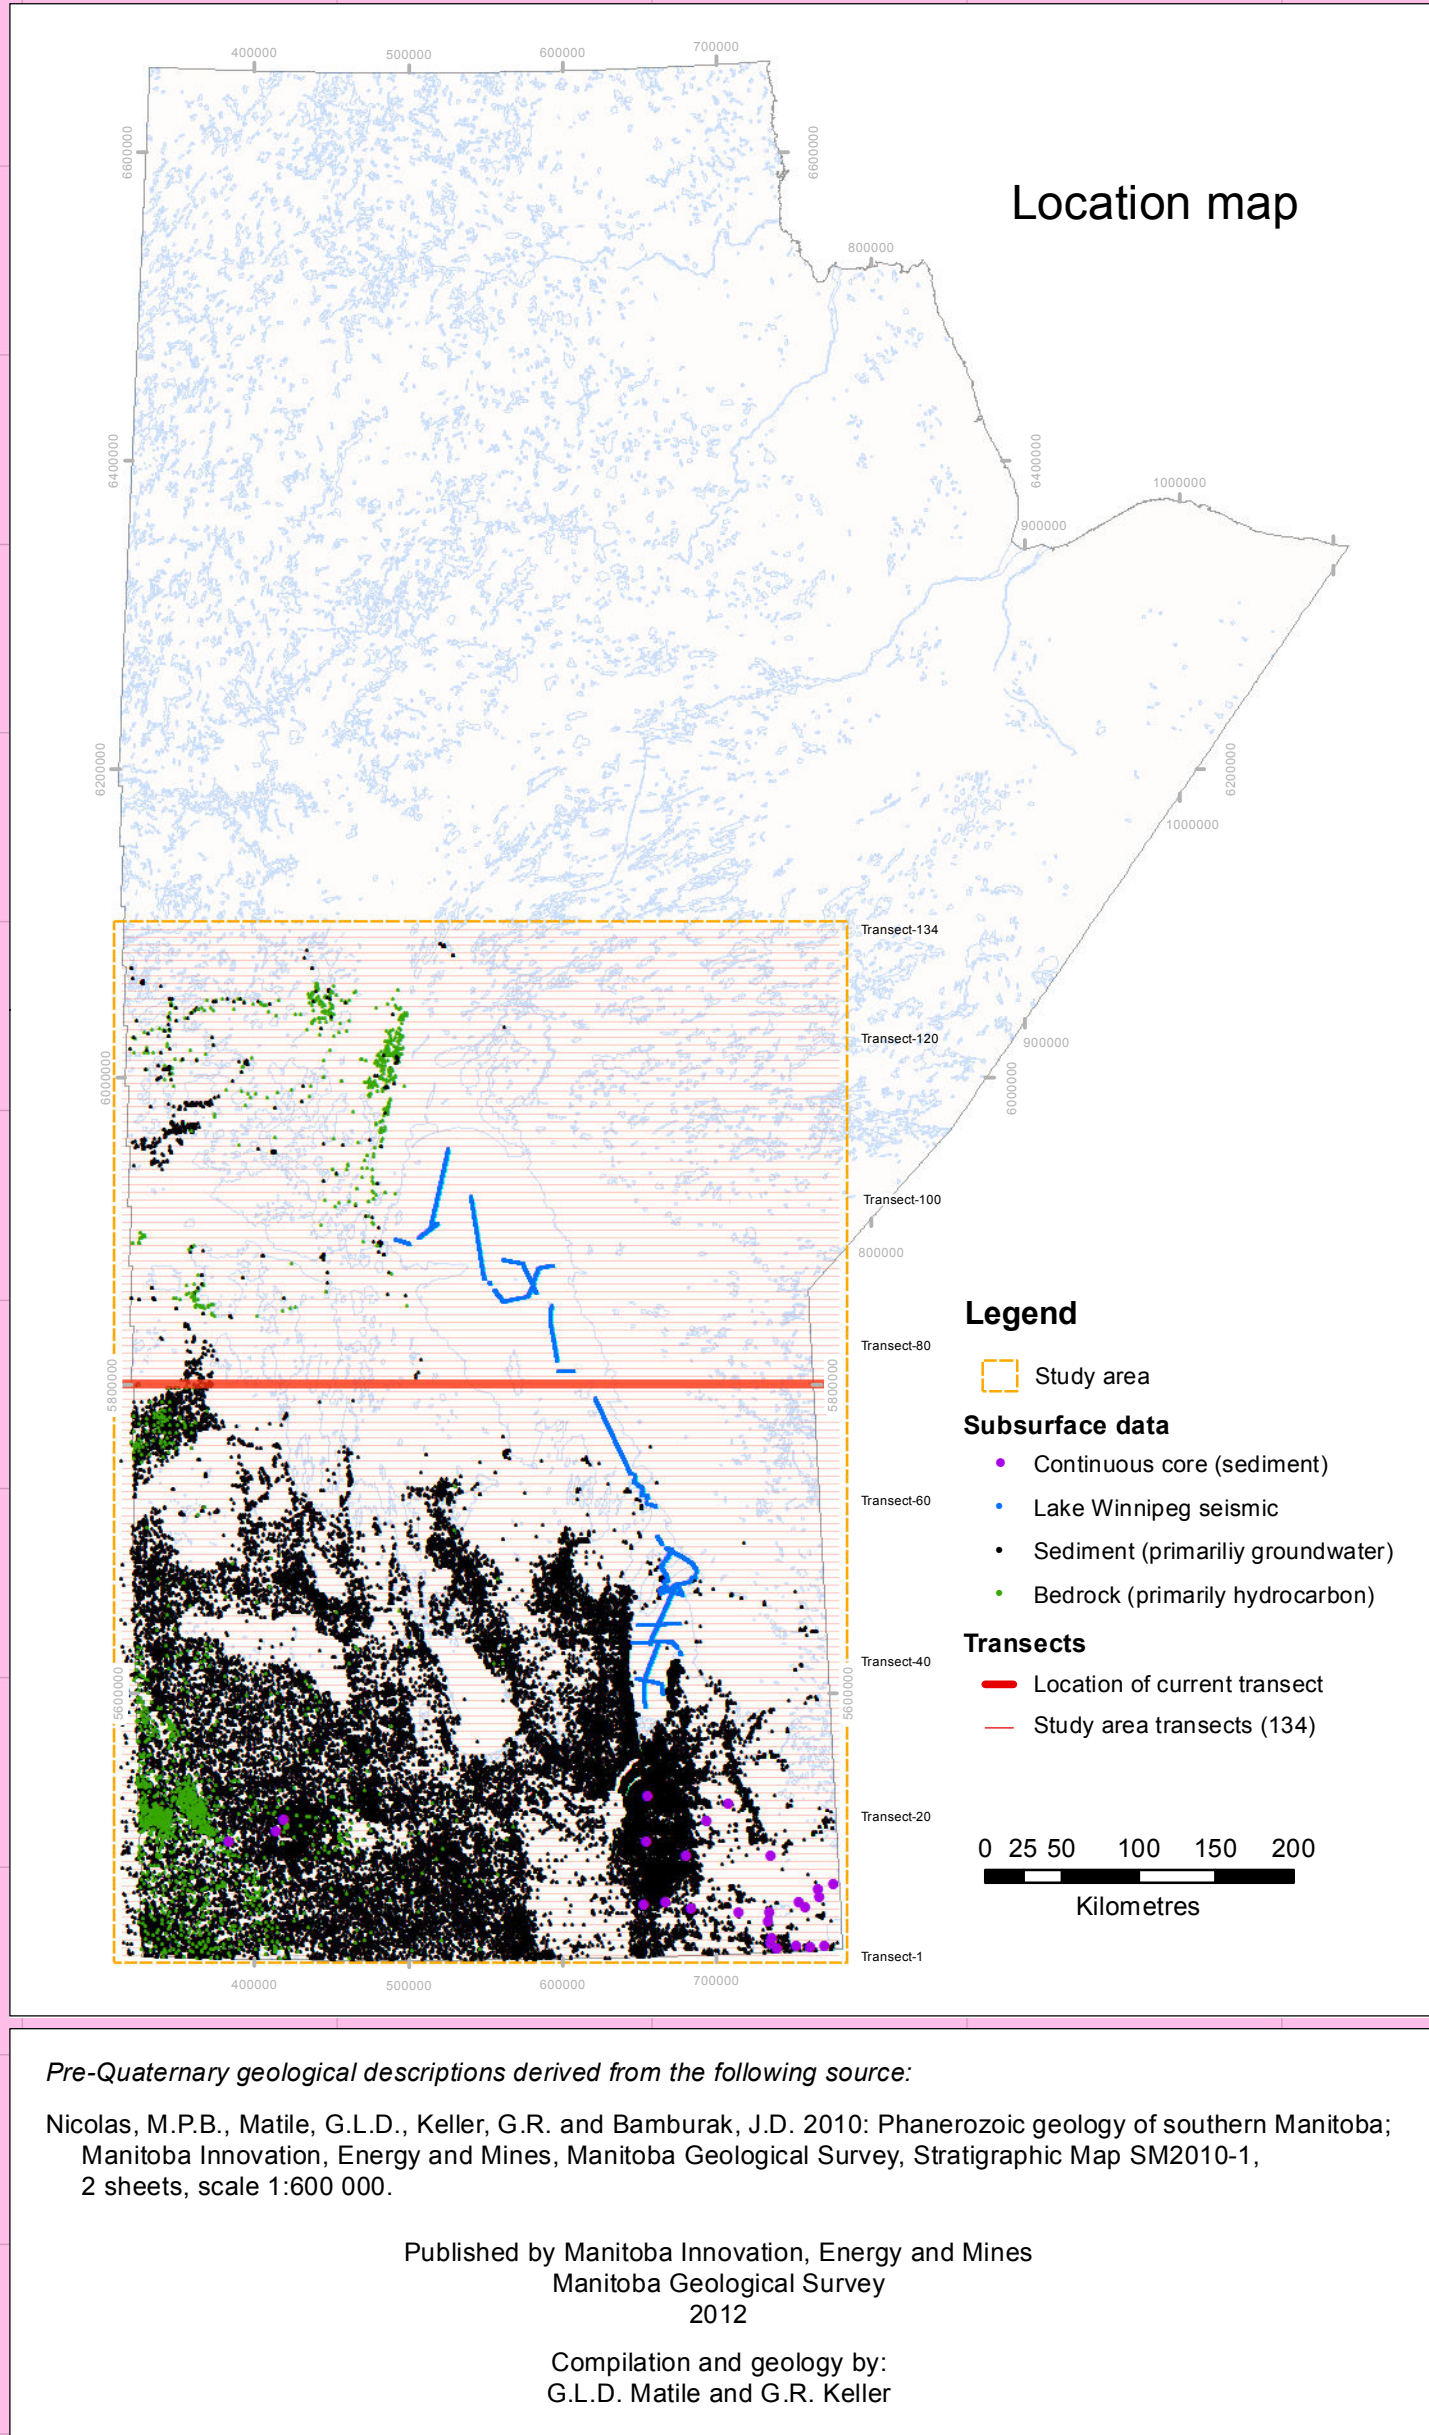 400000
500000
600000
700000
6600000
6600000
Location map
800000
6400000
6400000
1000000
900000
6200000
6200000
1000000
Transect-134
Transect-120
900000
6000000
6000000
Transect-100
800000
Legend
Transect-80
5800000
5800000
Study area
Subsurface data
Continuous core (sediment)
Transect-60
Lake Winnipeg seismic
Sediment (primariliy groundwater)
Bedrock (primarily hydrocarbon)
Transects
Transect-40
5600000
5600000
Location of current transect
Study area transects (134)
Transect-20
0 25 50 100 150 200
Kilometres
Transect-1
400000
500000
600000
700000
Pre-Quaternary geological descriptions derived from the following source:
Nicolas, M.P.B., Matile, G.L.D., Keller, G.R. and Bamburak, J.D. 2010: Phanerozoic geology of southern Manitoba;
Manitoba Innovation, Energy and Mines, Manitoba Geological Survey, Stratigraphic Map SM2010-1,
2 sheets, scale 1:600 000.
Published by Manitoba Innovation, Energy and Mines
Manitoba Geological Survey
2012
Compilation and geology by:
G.L.D. Matile and G.R. Keller